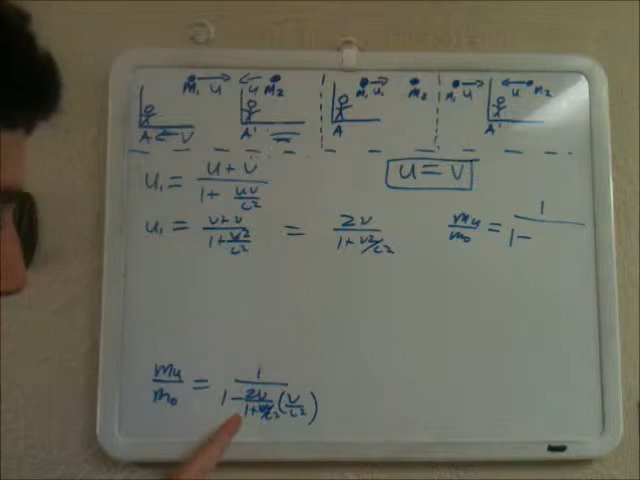 m₁ → u ← u m₂ m₁ → u₁ m₂ m₁ → u ← u m₂
A ← v A' A A'
u₁ = (u + v) / (1 + uv/c²) u = v
u₁ = (v + v) / (1 + v²/c²) = 2v / (1 + v²/c²) mu/m₀ = 1 / (1 −
mu/m₀ = 1 / (1 − 2v/(1 + v²/c²) (v/c²))